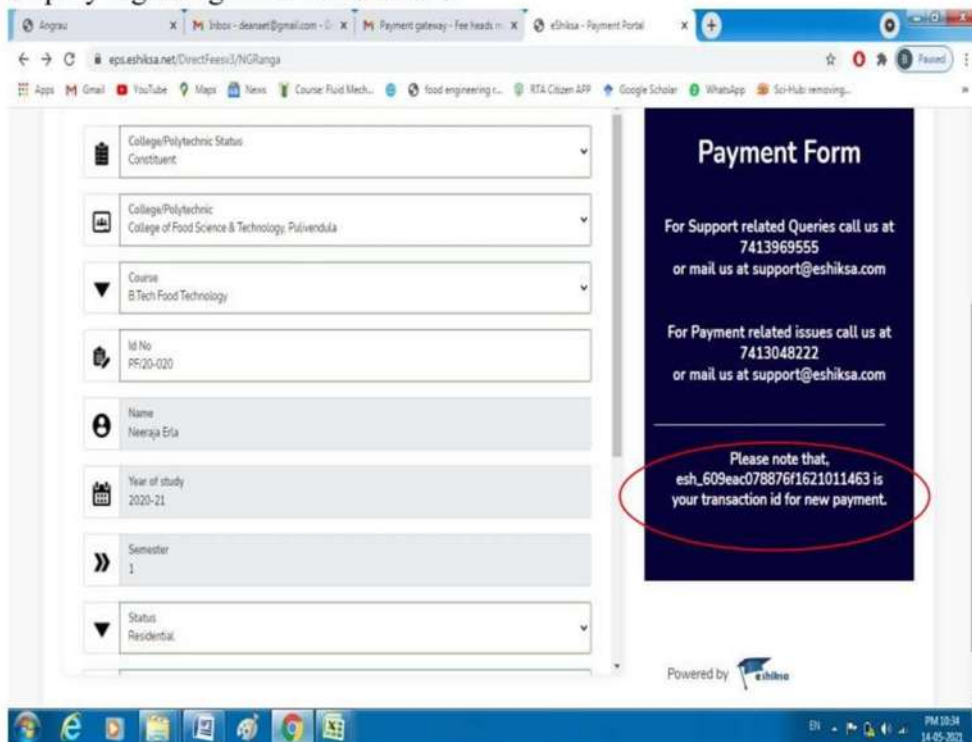 Angrau
Inbox - deanaet@gmail.com - G
Payment gateway - Fee heads n
eShiksa - Payment Portal
eps.eshiksa.net/DirectFeesv3/NGRanga
Paused
Apps
Gmail
YouTube
Maps
News
Course: Fluid Mech...
food engineering r...
RTA Citizen APP
Google Scholar
WhatsApp
Sci-Hub: removing...
College/Polytechnic Status
Constituent
College/Polytechnic
College of Food Science & Technology, Pulivendula
Course
B.Tech Food Technology
Id No
PF/20-020
Name
Neeraja Erla
Year of study
2020-21
Semester
1
Status
Residential
Payment Form
For Support related Queries call us at
7413969555
or mail us at support@eshiksa.com
For Payment related issues call us at
7413048222
or mail us at support@eshiksa.com
Please note that,
esh_609eac078876f1621011463 is
your transaction id for new payment.
Powered by eshiksa
EN
PM 10:34
14-05-2021